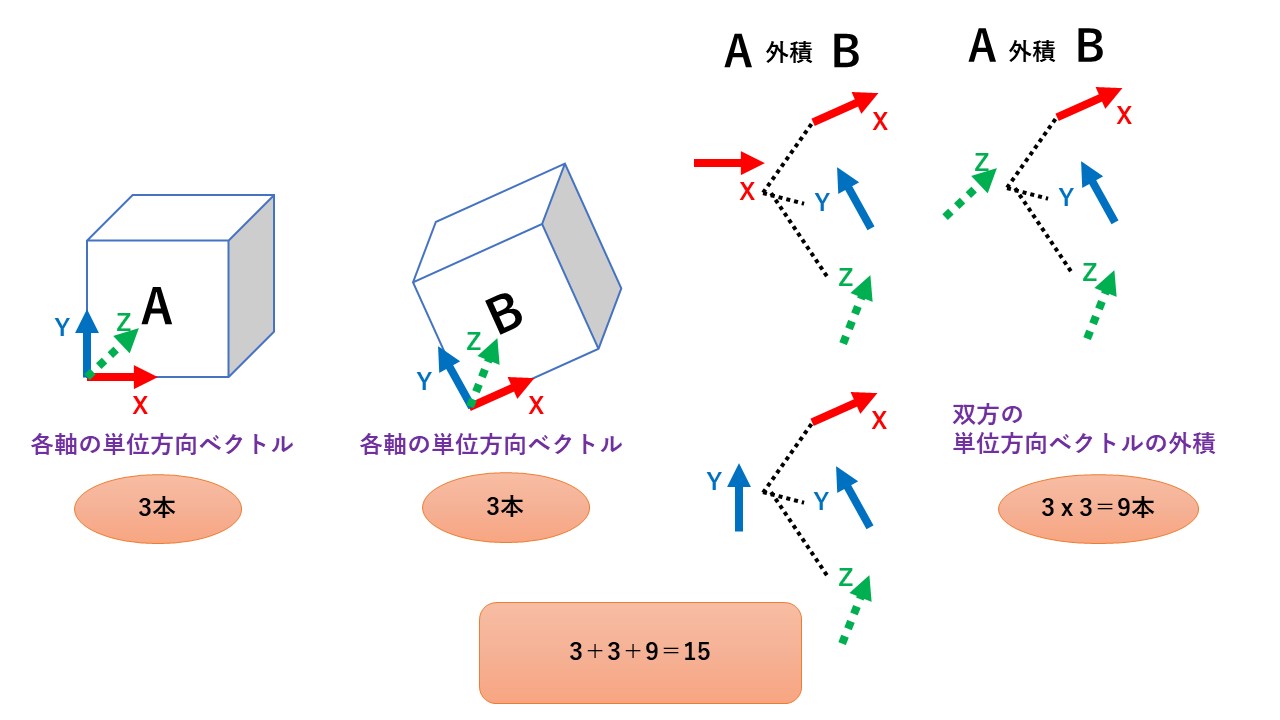 A
Y
Z
X
各軸の単位方向ベクトル
3本
B
Z
Y
X
各軸の単位方向ベクトル
3本
A 外積 B
X
X
Y
Z
A 外積 B
Z
X
Y
Z
Y
X
Y
Z
双方の
単位方向ベクトルの外積
3 x 3＝9本
3＋3＋9＝15